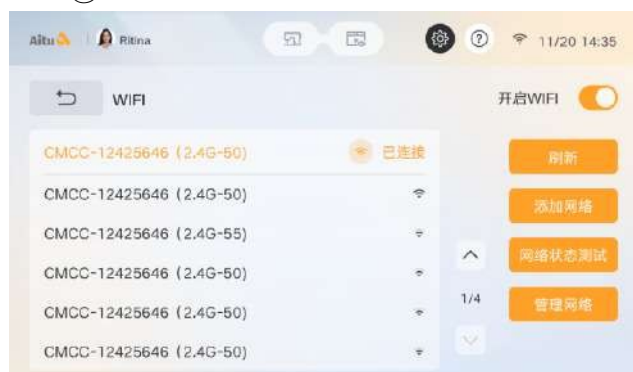 Aitu Ritina 11/20 14:35
WIFI 开启WIFI
CMCC-12425646 (2.4G-50) 已连接
刷新
CMCC-12425646 (2.4G-50)
添加网络
CMCC-12425646 (2.4G-55)
网络状态测试
CMCC-12425646 (2.4G-50)
1/4
管理网络
CMCC-12425646 (2.4G-50)
CMCC-12425646 (2.4G-50)